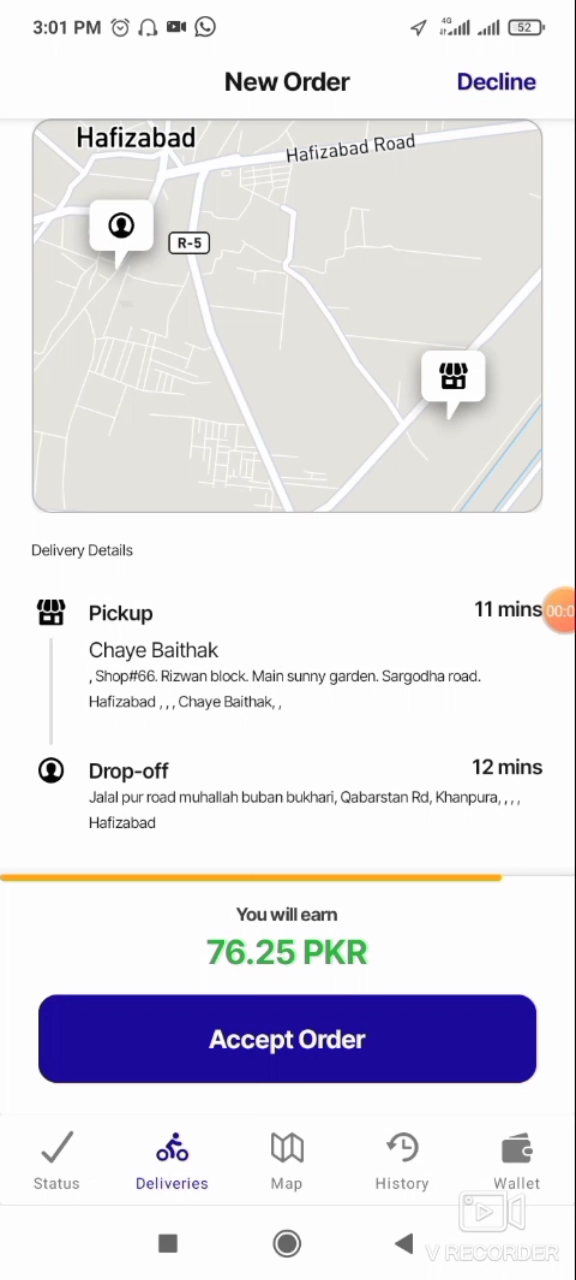 3:01 PM
4G
52
New Order
Decline
Hafizabad
Hafizabad Road
R-5
Delivery Details
Pickup
11 mins
00:0
Chaye Baithak
, Shop#66. Rizwan block. Main sunny garden. Sargodha road.
Hafizabad , , , Chaye Baithak, ,
Drop-off
12 mins
Jalal pur road muhallah buban bukhari, Qabarstan Rd, Khanpura, , , ,
Hafizabad
You will earn
76.25 PKR
Accept Order
Status
Deliveries
Map
History
Wallet
V RECORDER